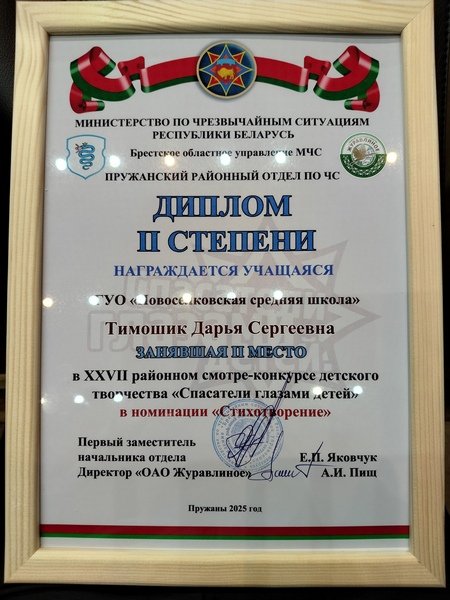 МИНИСТЕРСТВО ПО ЧРЕЗВЫЧАЙНЫМ СИТУАЦИЯМ
РЕСПУБЛИКИ БЕЛАРУСЬ
Брестское областное управление МЧС
ПРУЖАНСКИЙ РАЙОННЫЙ ОТДЕЛ ПО ЧС
ЖУРАВЛИНОЕ
ДИПЛОМ
II СТЕПЕНИ
НАГРАЖДАЕТСЯ УЧАЩАЯСЯ
ГУО «Новоселковская средняя школа»
Тимошик Дарья Сергеевна
ЗАНЯВШАЯ II МЕСТО
в XXVII районном смотре-конкурсе детского
творчества «Спасатели глазами детей»
в номинации «Стихотворение»
Первый заместитель
начальника отдела Е.П. Яковчук
Директор «ОАО Журавлиное» А.И. Пищ
Пружаны 2025 год